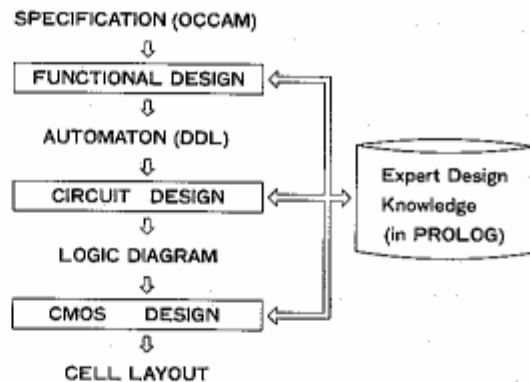 SPECIFICATION (OCCAM)
FUNCTIONAL DESIGN
AUTOMATON (DDL)
CIRCUIT DESIGN
LOGIC DIAGRAM
CMOS DESIGN
CELL LAYOUT
Expert Design
Knowledge
(in PROLOG)